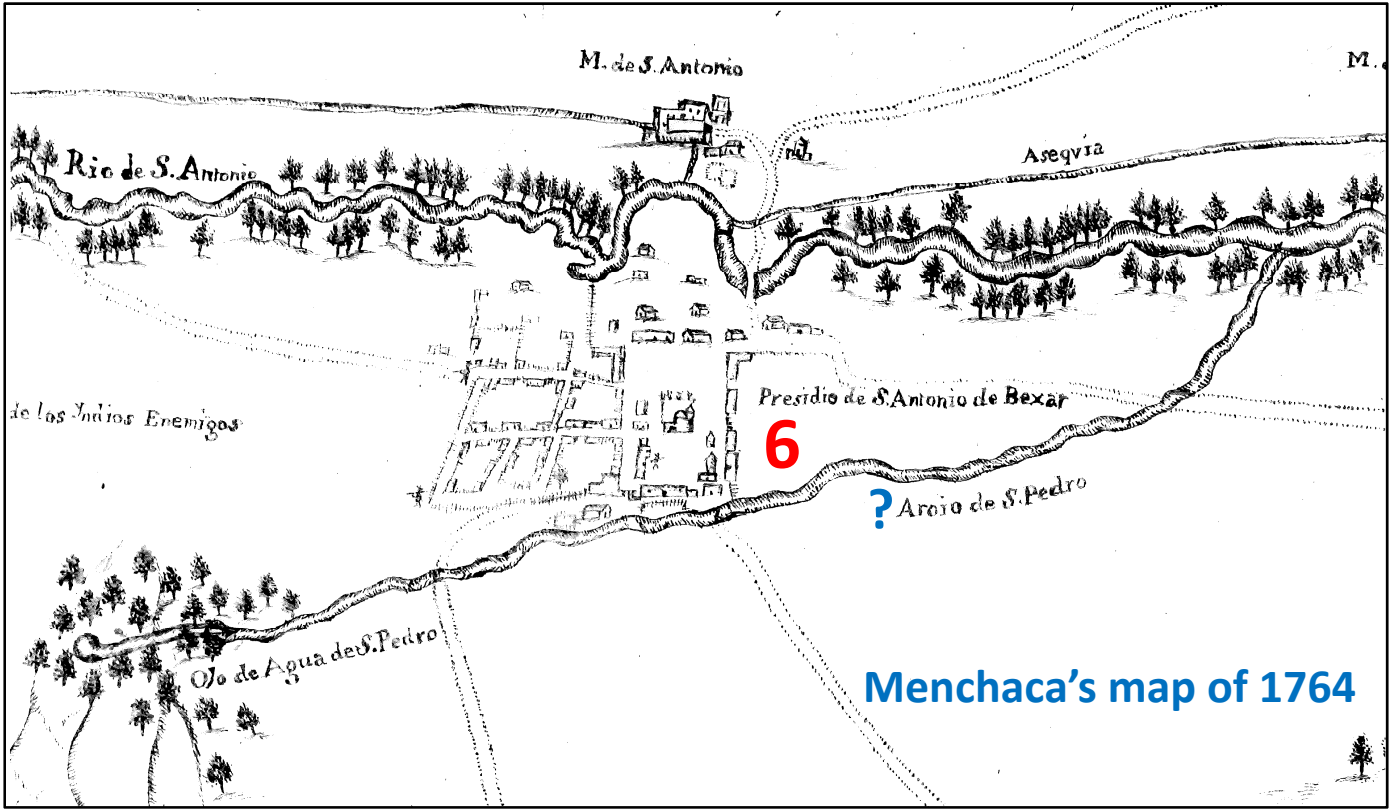 M. de S. Antonio
M.
Rio de S. Antonio
Aseqvia
Presidio de S. Antonio de Bexar
de los Indios Enemigos
6
? Aroio de S. Pedro
Ojo de Agua de S. Pedro
Menchaca’s map of 1764